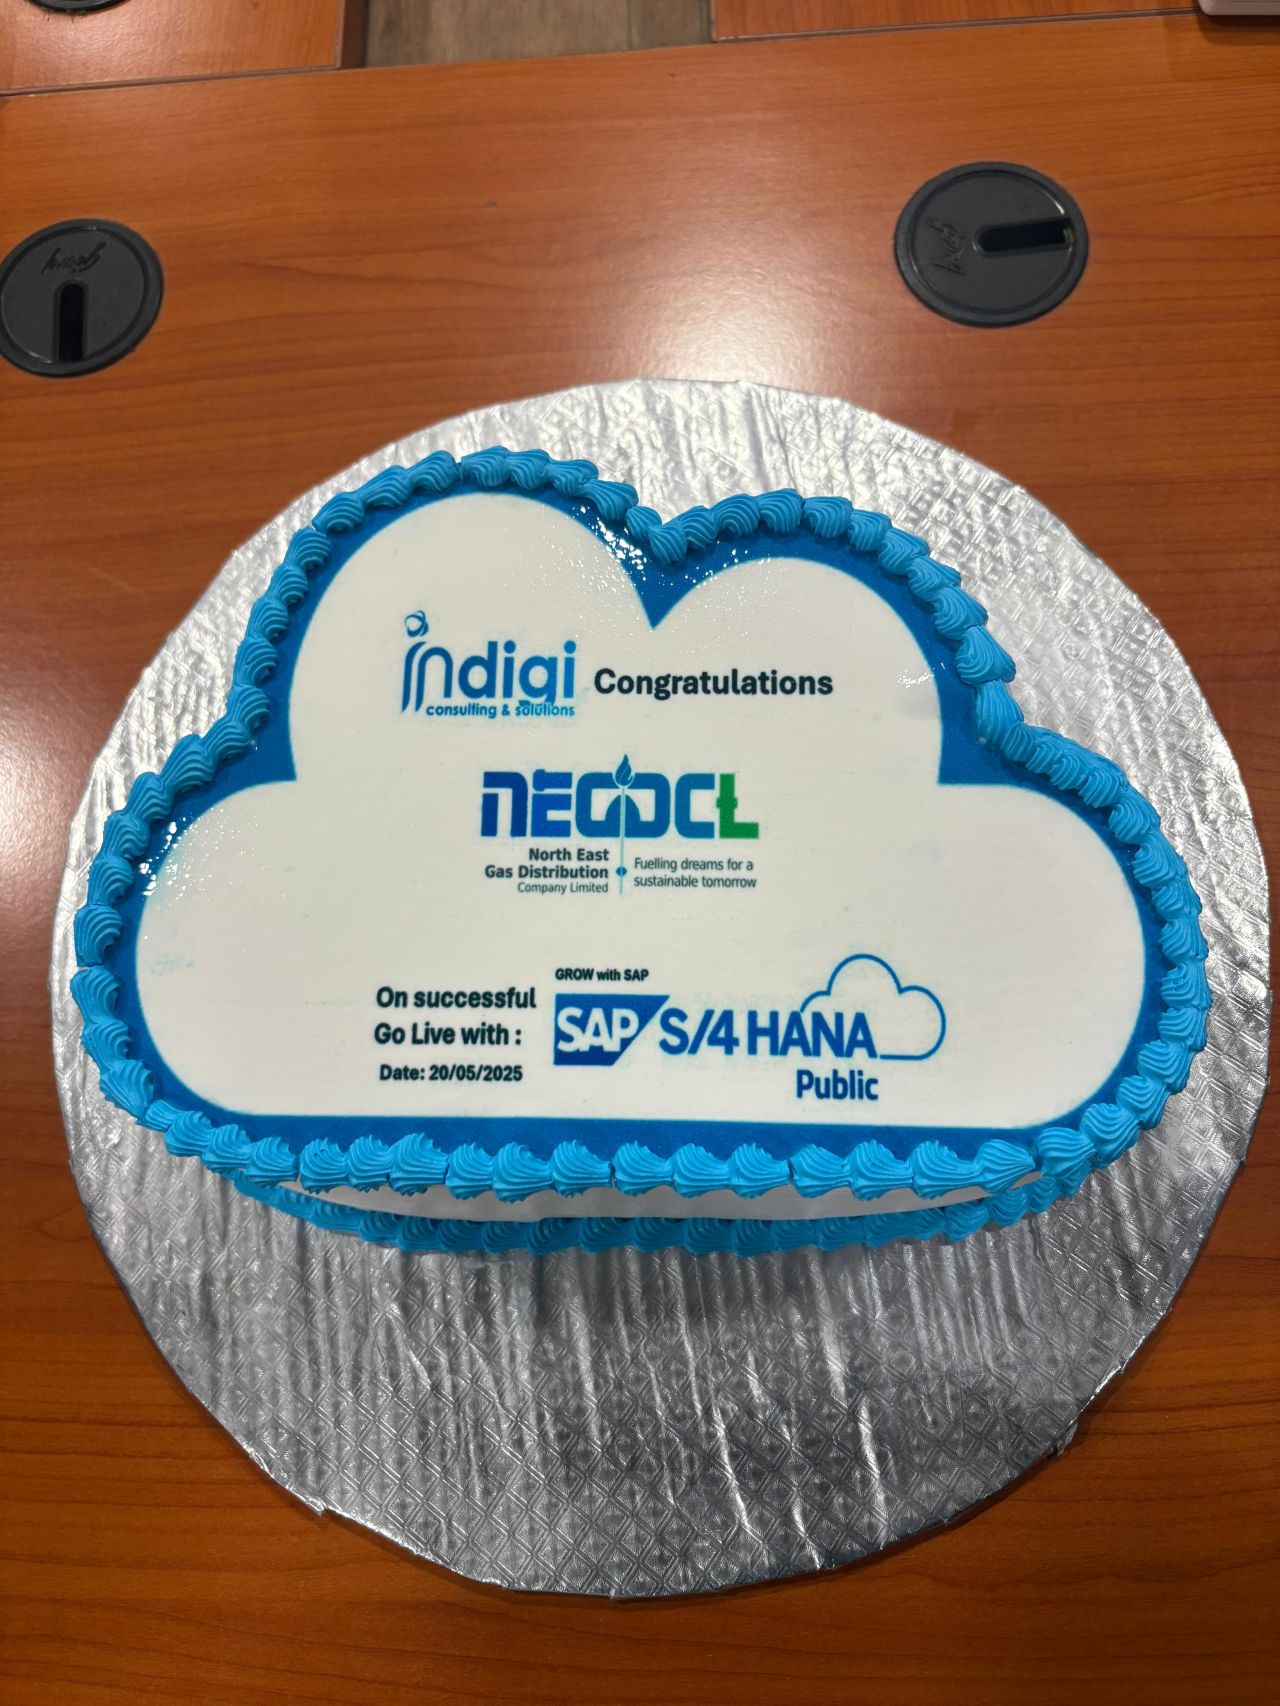 indigi Congratulations
consulting & solutions
NEGDCL
North East
Gas Distribution
Company Limited
Fuelling dreams for a
sustainable tomorrow
GROW with SAP
On successful
Go Live with :
Date: 20/05/2025
SAP S/4 HANA
Public